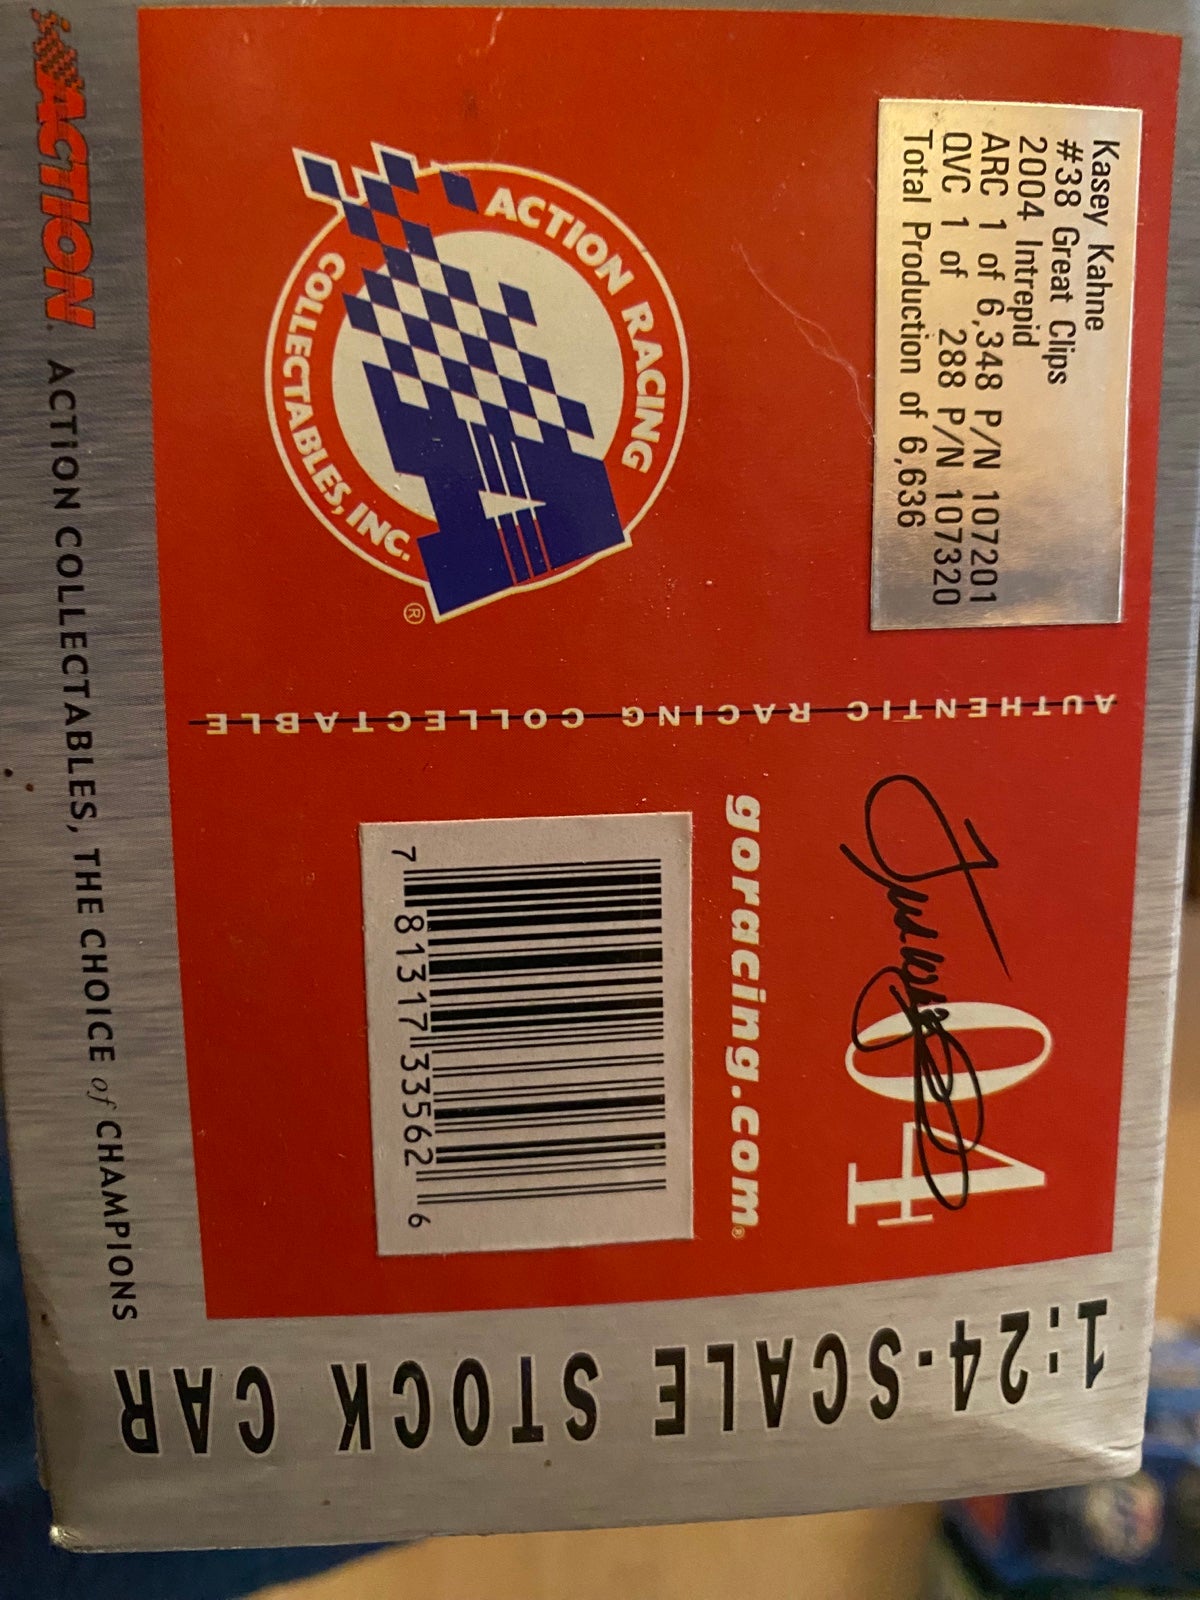 Kasey Kahne
#38 Great Clips
2004 Intrepid
ARC 1 of 6,348 P/N 107201
QVC 1 of 288 P/N 107320
Total Production of 6,636
ACTION RACING
COLLECTABLES, INC.
®
AUTHENTIC RACING COLLECTABLE
04
goracing.com®
7 81317 33562 6
ACTION. ACTION COLLECTABLES, THE CHOICE of CHAMPIONS
1:24-SCALE STOCK CAR